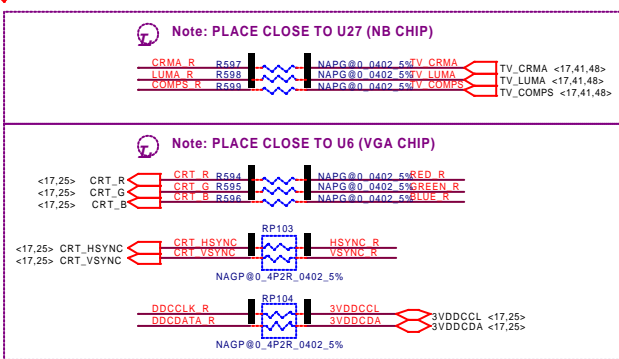 Note: PLACE CLOSE TO U27 (NB CHIP)
CRMA_R R597 NAPG@0_0402_5% TV_CRMA TV_CRMA <17,41,48>
LUMA_R R598 NAPG@0_0402_5% TV_LUMA TV_LUMA <17,41,48>
COMPS_R R599 NAPG@0_0402_5% TV_COMPS TV_COMPS <17,41,48>
Note: PLACE CLOSE TO U6 (VGA CHIP)
<17,25> CRT_R CRT_R R594 NAPG@0_0402_5% RED_R
<17,25> CRT_G CRT_G R595 NAPG@0_0402_5% GREEN_R
<17,25> CRT_B CRT_B R596 NAPG@0_0402_5% BLUE_R
RP103
<17,25> CRT_HSYNC CRT_HSYNC HSYNC_R
<17,25> CRT_VSYNC CRT_VSYNC VSYNC_R
NAGP@0_4P2R_0402_5%
RP104
DDCCLK_R 3VDDCCL 3VDDCCL <17,25>
DDCDATA_R 3VDDCDA 3VDDCDA <17,25>
NAGP@0_4P2R_0402_5%